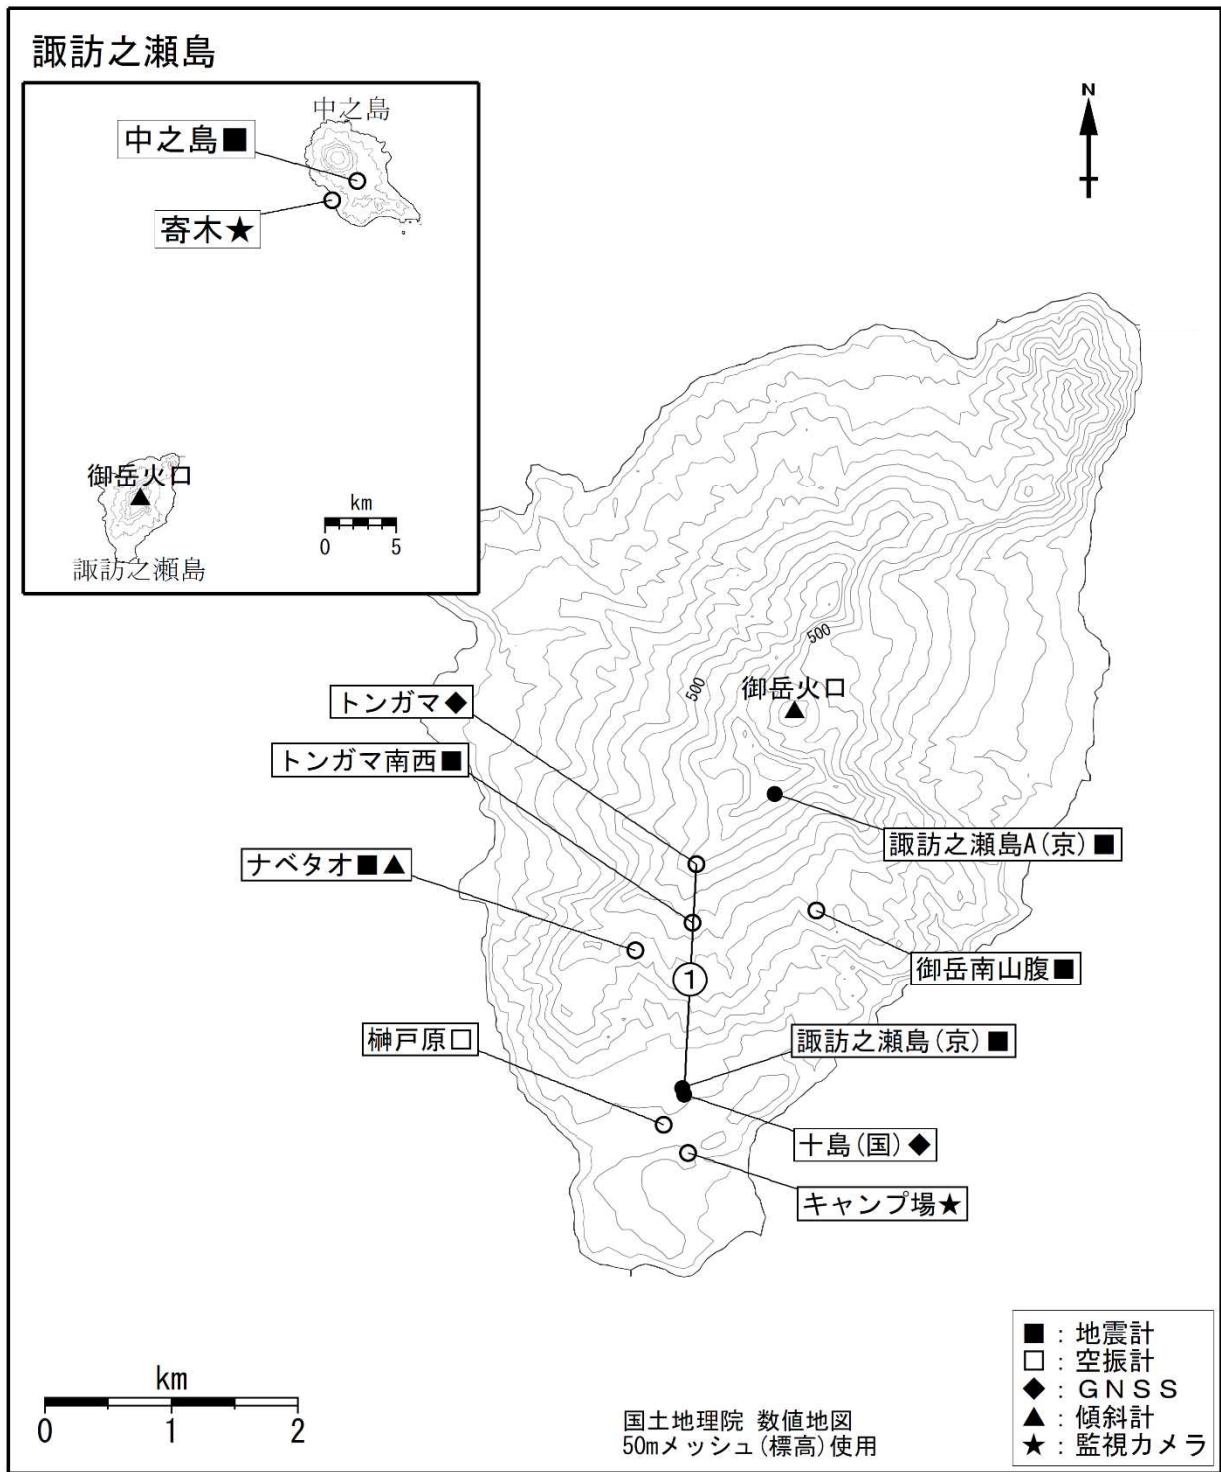 諏訪之瀬島
中之島
中之島■
寄木★
御岳火口
km
0 5
諏訪之瀬島
N
500
500
御岳火口
トンガマ◆
トンガマ南西■
諏訪之瀬島A(京)■
ナベタオ■▲
御岳南山腹■
①
榊戸原□
諏訪之瀬島(京)■
十島(国)◆
キャンプ場★
■:地震計
□:空振計
◆:GNSS
▲:傾斜計
★:監視カメラ
km
0 1 2
国土地理院 数値地図
50mメッシュ(標高)使用